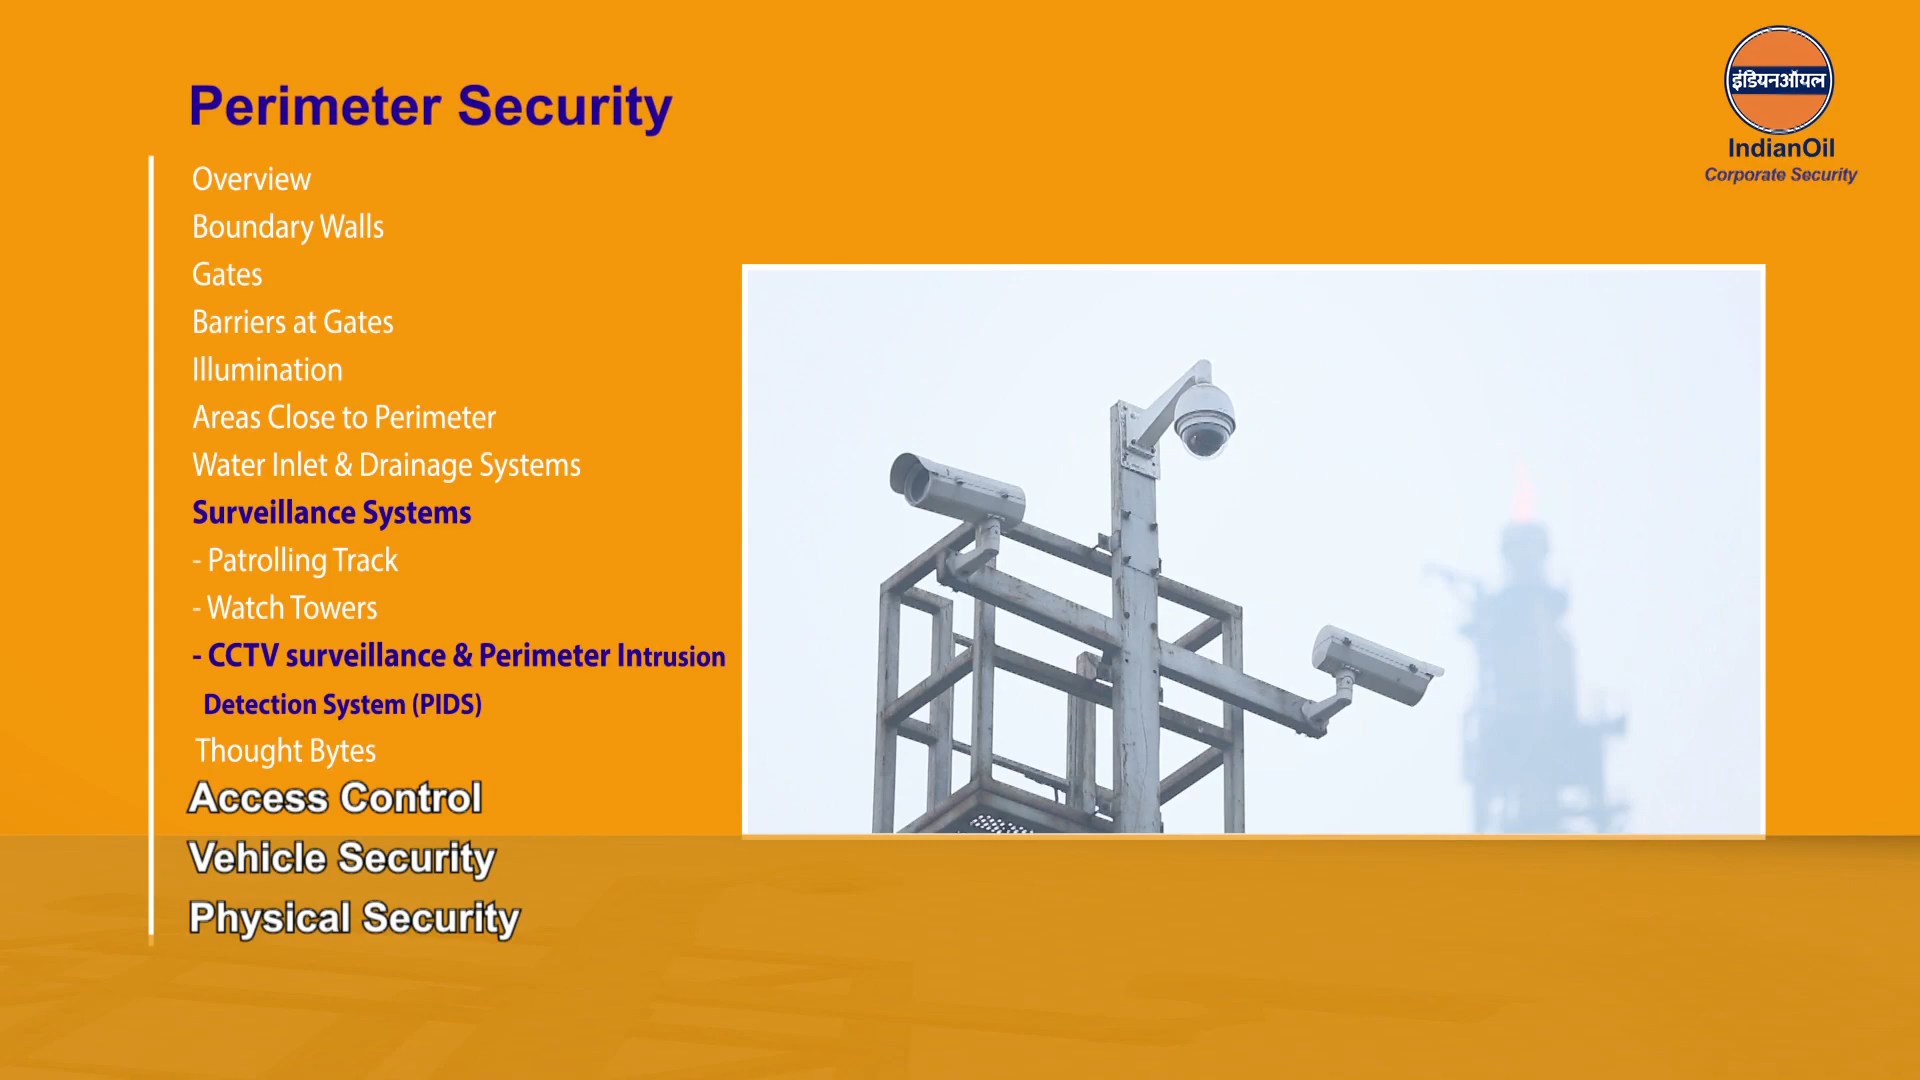 Perimeter Security
Overview
Boundary Walls
Gates
Barriers at Gates
Illumination
Areas Close to Perimeter
Water Inlet & Drainage Systems
Surveillance Systems
- Patrolling Track
- Watch Towers
- CCTV surveillance & Perimeter Intrusion
Detection System (PIDS)
Thought Bytes
Access Control
Vehicle Security
Physical Security
इंडियनऑयल
IndianOil
Corporate Security